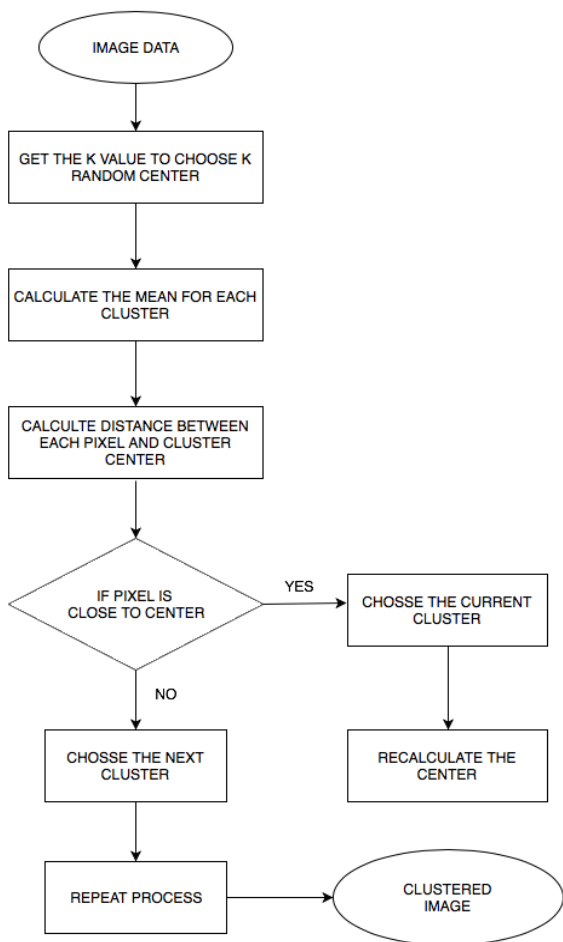 IMAGE DATA
GET THE K VALUE TO CHOOSE K
RANDOM CENTER
CALCULATE THE MEAN FOR EACH
CLUSTER
CALCULTE DISTANCE BETWEEN
EACH PIXEL AND CLUSTER
CENTER
IF PIXEL IS
CLOSE TO CENTER
YES
CHOSSE THE CURRENT
CLUSTER
NO
CHOSSE THE NEXT
CLUSTER
RECALCULATE THE
CENTER
REPEAT PROCESS
CLUSTERED
IMAGE